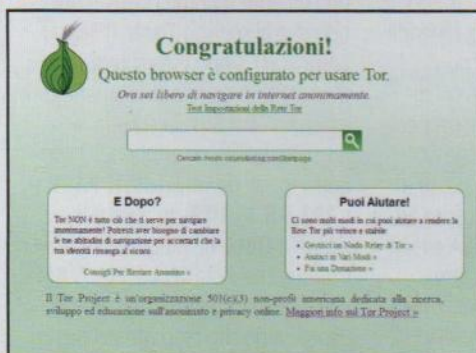 Congratulazioni!
Questo browser è configurato per usare Tor.
Ora sei libero di navigare in internet anonimamente.
Test Impostazioni della Rete Tor
E Dopo?
Tor NON è tutto ciò che ti serve per navigare
anonimamente! Potresti aver bisogno di cambiare
le tue abitudini di navigazione per accertarti che la
tua identità rimanga al sicuro.
Consigli Per Restare Anonimo »
Puoi Aiutare!
Ci sono molti modi in cui puoi aiutare a rendere la
Rete Tor più veloce e stabile:
• Gestisci un Nodo Relay di Tor »
• Aiutaci in Vari Modi »
• Fai una Donazione »
Il Tor Project è un'organizzazione 501(c)(3) non-profit americana dedicata alla ricerca,
sviluppo ed educazione sull'anonimato e privacy online. Maggiori info sul Tor Project »